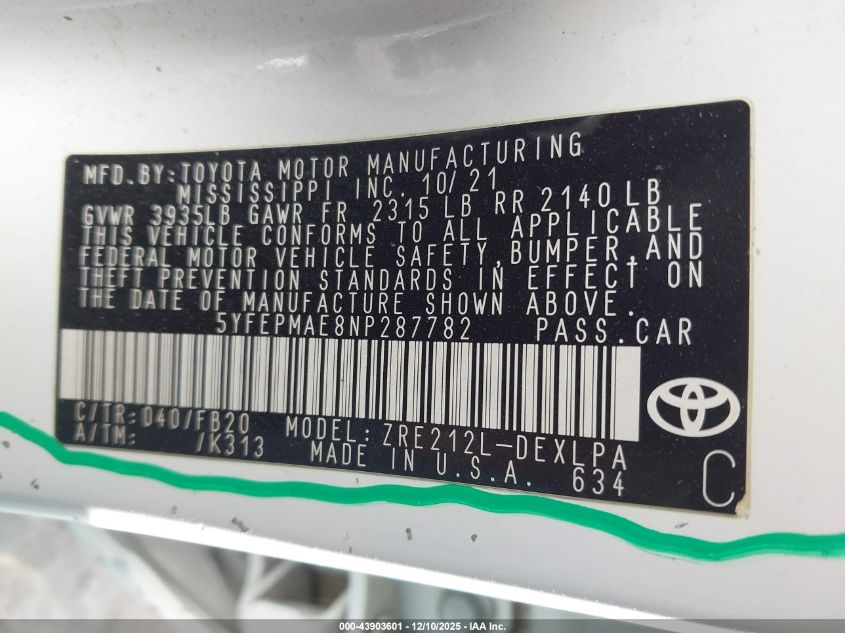 MFD. BY: TOYOTA MOTOR MANUFACTURING
MISSISSIPPI INC. 10/21
GVWR 3935LB GAWR FR 2315 LB RR 2140 LB
THIS VEHICLE CONFORMS TO ALL APPLICABLE
FEDERAL MOTOR VEHICLE SAFETY, BUMPER, AND
THEFT PREVENTION STANDARDS IN EFFECT ON
THE DATE OF MANUFACTURE SHOWN ABOVE.
5YFEPMAE8NP287782 PASS.CAR
C/TR: 040/FB20 MODEL: ZRE212L-DEXLPA
A/TM: /K313 MADE IN U.S.A. 634
C
000-43903601 - 12/10/2025 - IAA Inc.